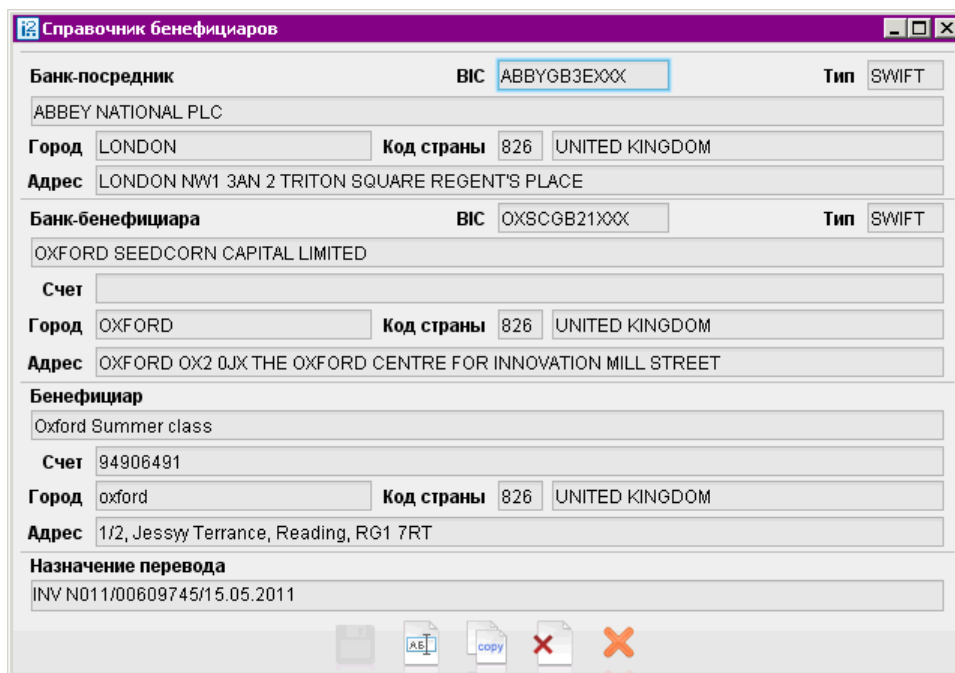 Справочник бенефициаров
Банк-посредник BIC ABBYGB3EXXX Тип SWIFT
ABBEY NATIONAL PLC
Город LONDON Код страны 826 UNITED KINGDOM
Адрес LONDON NW1 3AN 2 TRITON SQUARE REGENT'S PLACE
Банк-бенефициара BIC OXSCGB21XXX Тип SWIFT
OXFORD SEEDCORN CAPITAL LIMITED
Счет
Город OXFORD Код страны 826 UNITED KINGDOM
Адрес OXFORD OX2 0JX THE OXFORD CENTRE FOR INNOVATION MILL STREET
Бенефициар
Oxford Summer class
Счет 94906491
Город oxford Код страны 826 UNITED KINGDOM
Адрес 1/2, Jessyy Terrance, Reading, RG1 7RT
Назначение перевода
INV N011/00609745/15.05.2011
АБ copy